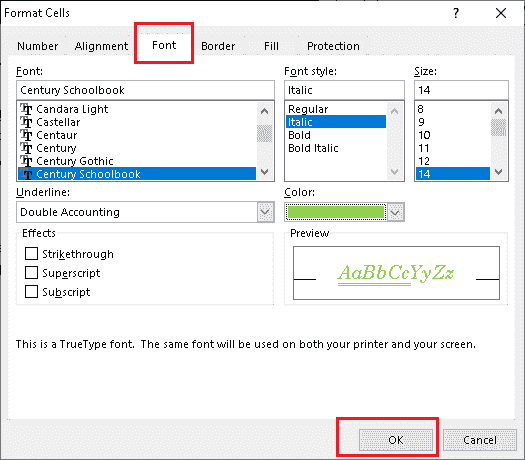 Format Cells ? ×
Number Alignment Font Border Fill Protection
Font: Font style: Size:
Century Schoolbook Italic 14
Candara Light Regular 8
Castellar Italic 9
Centaur Bold 10
Century Bold Italic 11
Century Gothic 12
Century Schoolbook 14
Underline: Color:
Double Accounting
Effects Preview
Strikethrough
Superscript AaBbCcYyZz
Subscript
This is a TrueType font.  The same font will be used on both your printer and your screen.
OK Cancel